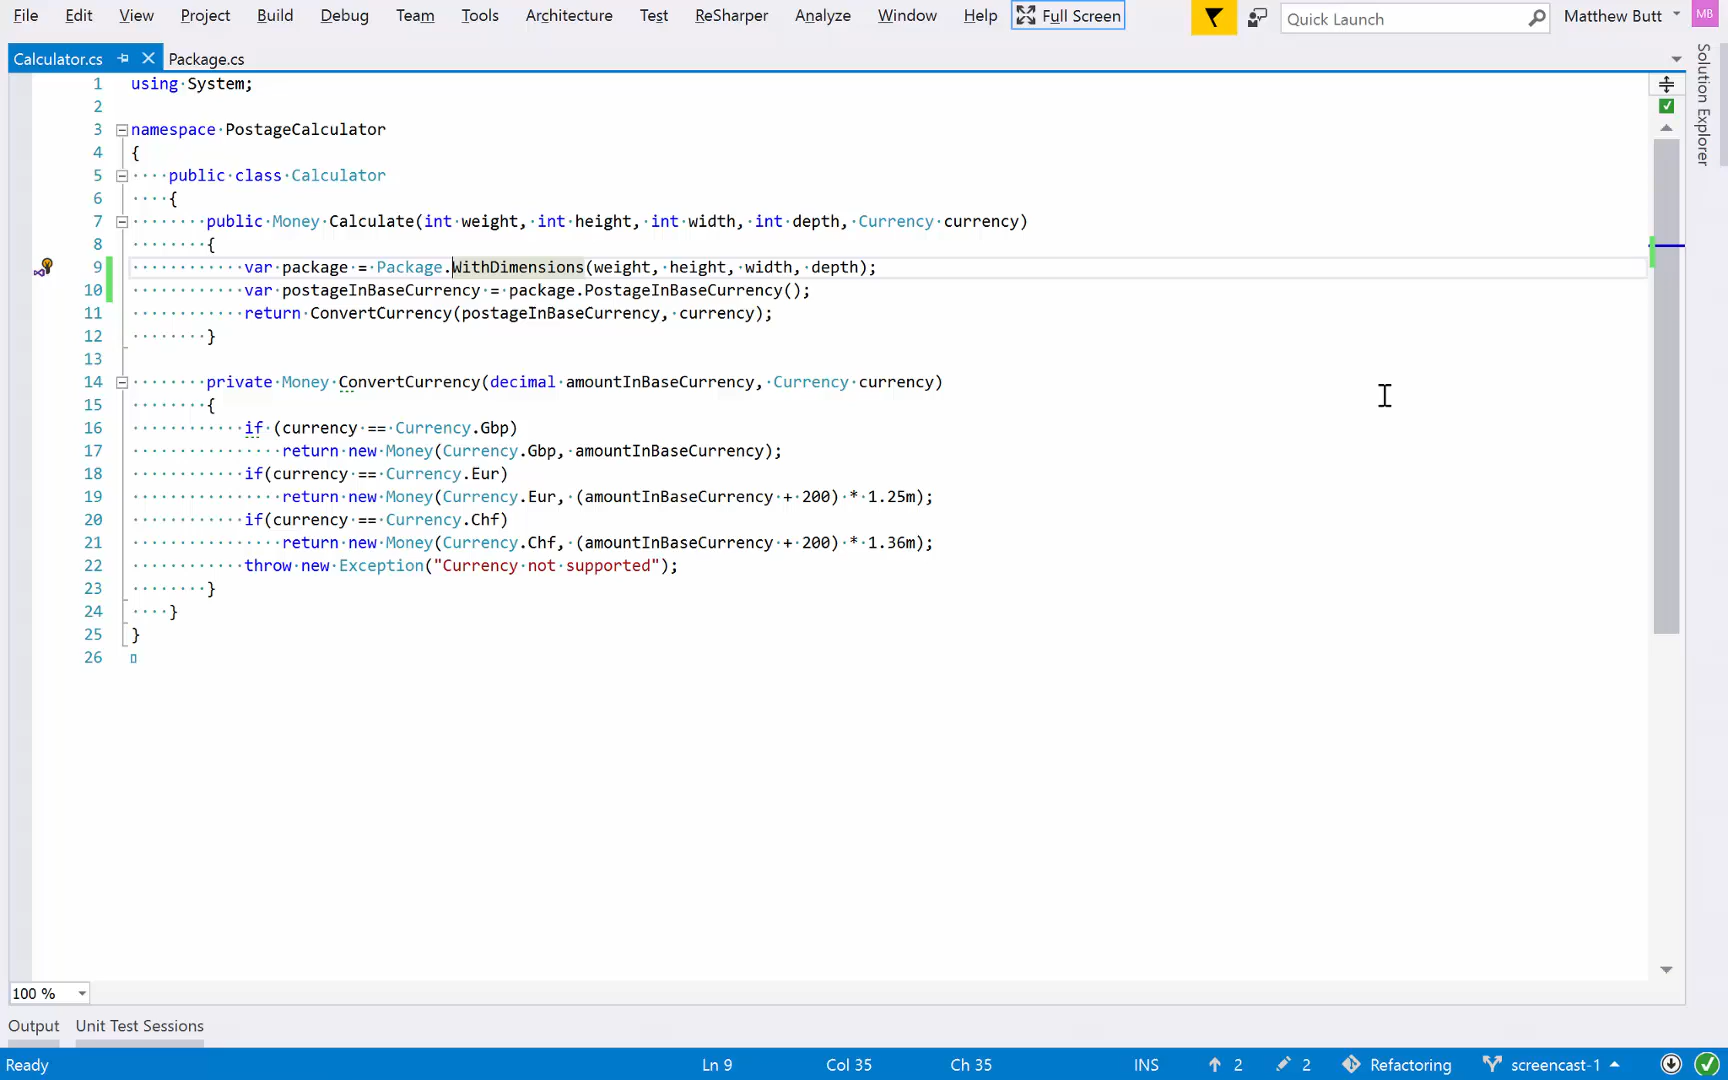 File Edit View Project Build Debug Team Tools Architecture Test ReSharper Analyze Window Help Full Screen Quick Launch Matthew Butt MB
Calculator.cs Package.cs
Solution Explorer
1 using System;
2
3 namespace PostageCalculator
4 {
5 public class Calculator
6 {
7 public Money Calculate(int weight, int height, int width, int depth, Currency currency)
8 {
9 var package = Package.WithDimensions(weight, height, width, depth);
10 var postageInBaseCurrency = package.PostageInBaseCurrency();
11 return ConvertCurrency(postageInBaseCurrency, currency);
12 }
13
14 private Money ConvertCurrency(decimal amountInBaseCurrency, Currency currency)
15 {
16 if (currency == Currency.Gbp)
17 return new Money(Currency.Gbp, amountInBaseCurrency);
18 if(currency == Currency.Eur)
19 return new Money(Currency.Eur, (amountInBaseCurrency + 200) * 1.25m);
20 if(currency == Currency.Chf)
21 return new Money(Currency.Chf, (amountInBaseCurrency + 200) * 1.36m);
22 throw new Exception("Currency not supported");
23 }
24 }
25 }
26
100 %
Output Unit Test Sessions
Ready Ln 9 Col 35 Ch 35 INS 2 2 Refactoring screencast-1